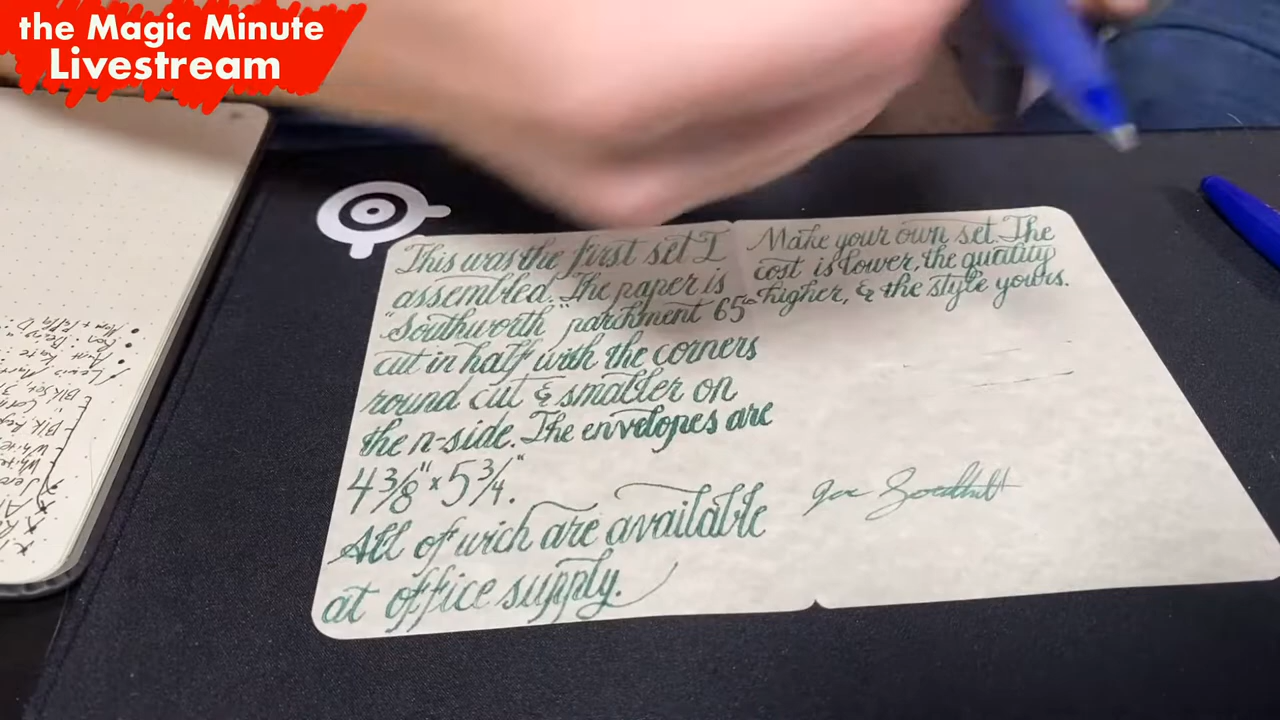 the Magic Minute
Livestream
This was the first set I
assembled. The paper is
"Southworth" parchment 65
cut in half with the corners
round cut & smaller on
the n-side. The envelopes are
4 3/8" x 5 3/4".
All of wich are available
at office supply.
Make your own set. The
cost is lower, the quality
higher, & the style yours.